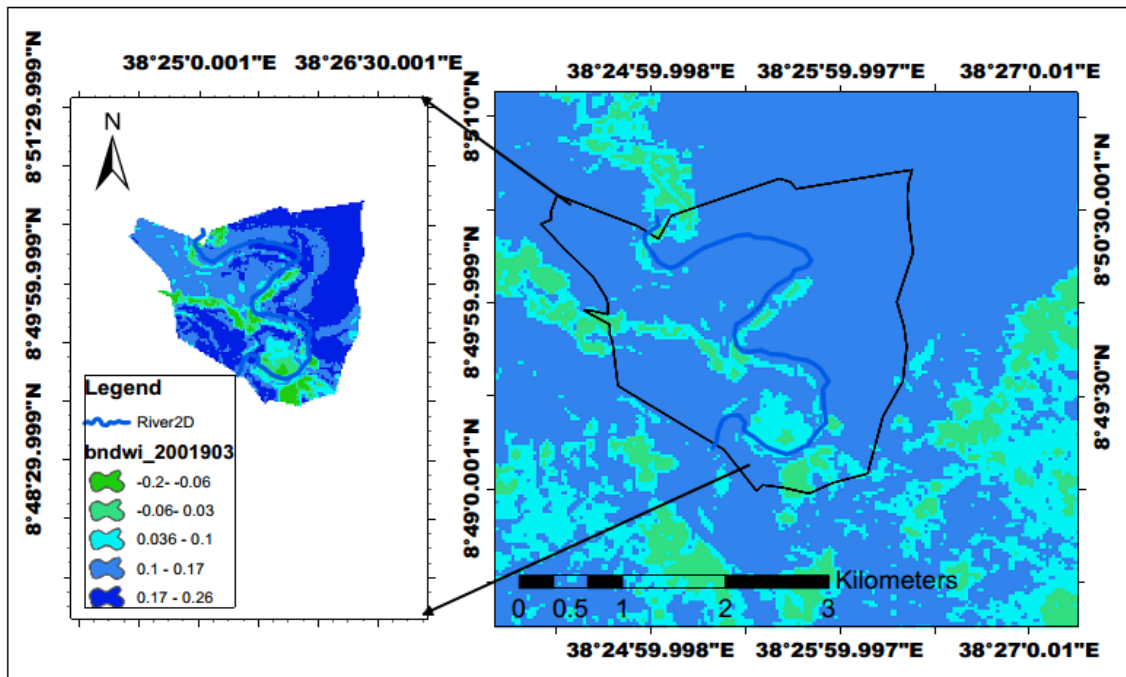 38°25'0.001"E 38°26'30.001"E
8°51'29.999"N
8°49'59.999"N
8°48'29.999"N
N
Legend
River2D
bndwi_2001903
-0.2- -0.06
-0.06- 0.03
0.036 - 0.1
0.1 - 0.17
0.17 - 0.26
38°24'59.998"E 38°25'59.997"E 38°27'0.01"E
8°51'0"N
8°49'59.999"N
8°49'0.001"N
8°50'30.001"N
8°49'30"N
Kilometers
0 0.5 1 2 3
38°24'59.998"E 38°25'59.997"E 38°27'0.01"E